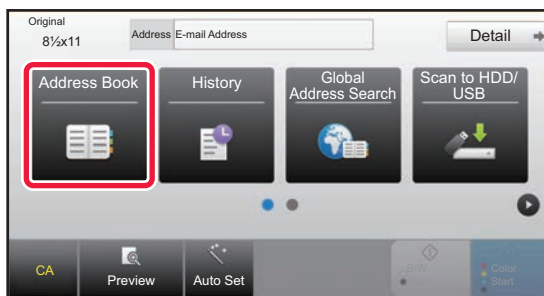 Original
8½x11
Address E-mail Address
Detail
Address Book
History
Global
Address Search
Scan to HDD/
USB
CA
Preview
Auto Set
B/W
Start
Color
Start